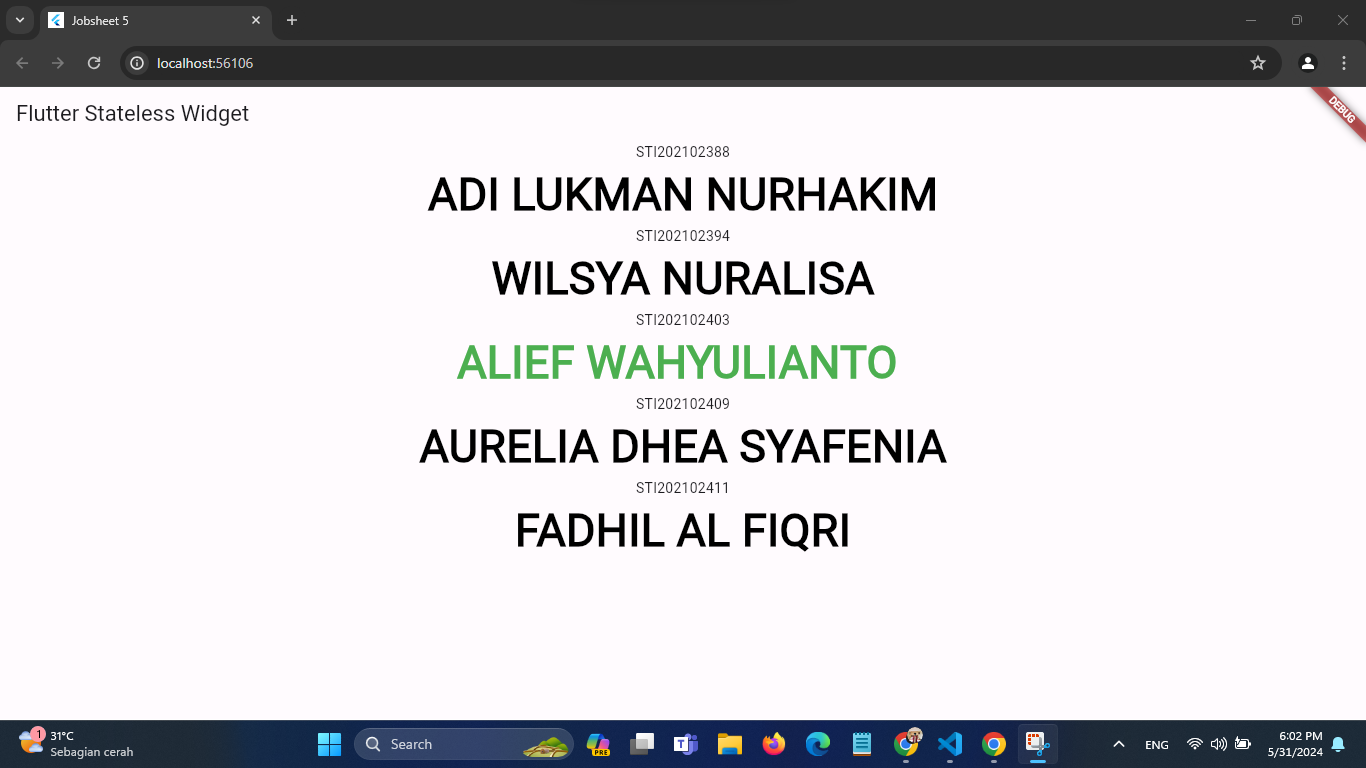 Jobsheet 5
localhost:56106
Flutter Stateless Widget
DEBUG
STI202102388
ADI LUKMAN NURHAKIM
STI202102394
WILSYA NURALISA
STI202102403
ALIEF WAHYULIANTO
STI202102409
AURELIA DHEA SYAFENIA
STI202102411
FADHIL AL FIQRI
1
31°C
Sebagian cerah
Search
PRE
ENG
6:02 PM
5/31/2024